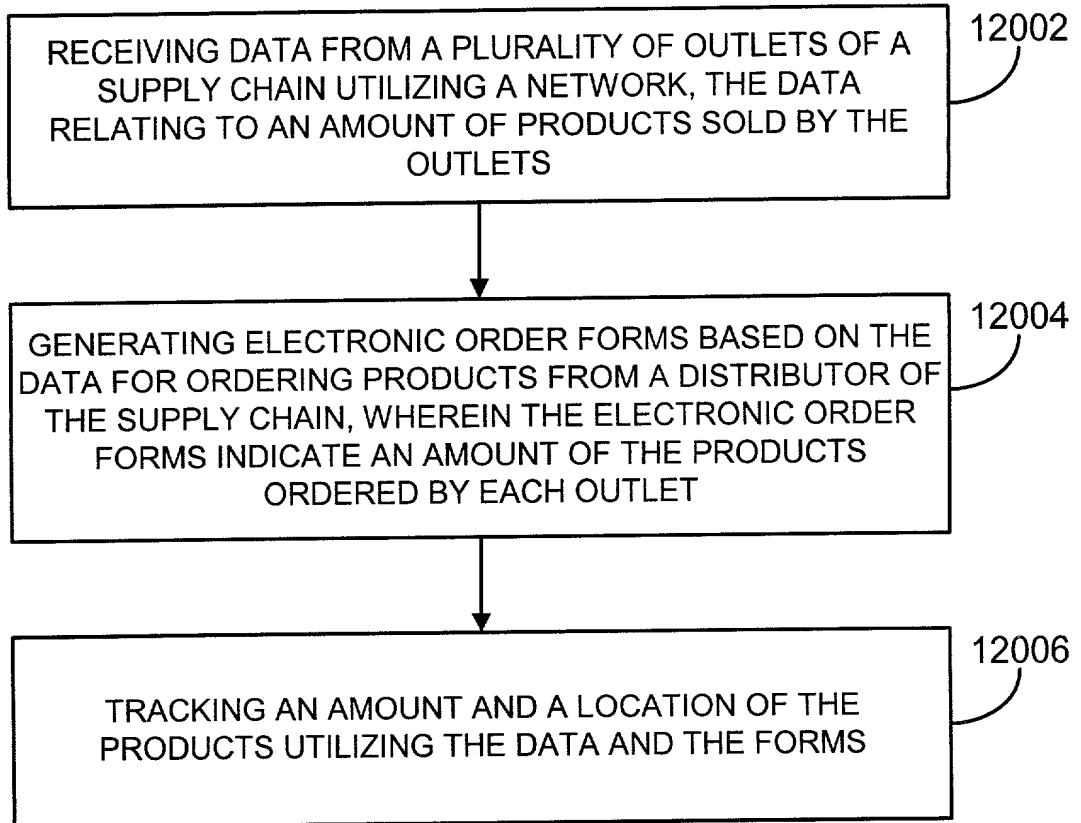 12002
RECEIVING DATA FROM A PLURALITY OF OUTLETS OF A
SUPPLY CHAIN UTILIZING A NETWORK, THE DATA
RELATING TO AN AMOUNT OF PRODUCTS SOLD BY THE
OUTLETS
12004
GENERATING ELECTRONIC ORDER FORMS BASED ON THE
DATA FOR ORDERING PRODUCTS FROM A DISTRIBUTOR OF
THE SUPPLY CHAIN, WHEREIN THE ELECTRONIC ORDER
FORMS INDICATE AN AMOUNT OF THE PRODUCTS
ORDERED BY EACH OUTLET
12006
TRACKING AN AMOUNT AND A LOCATION OF THE
PRODUCTS UTILIZING THE DATA AND THE FORMS